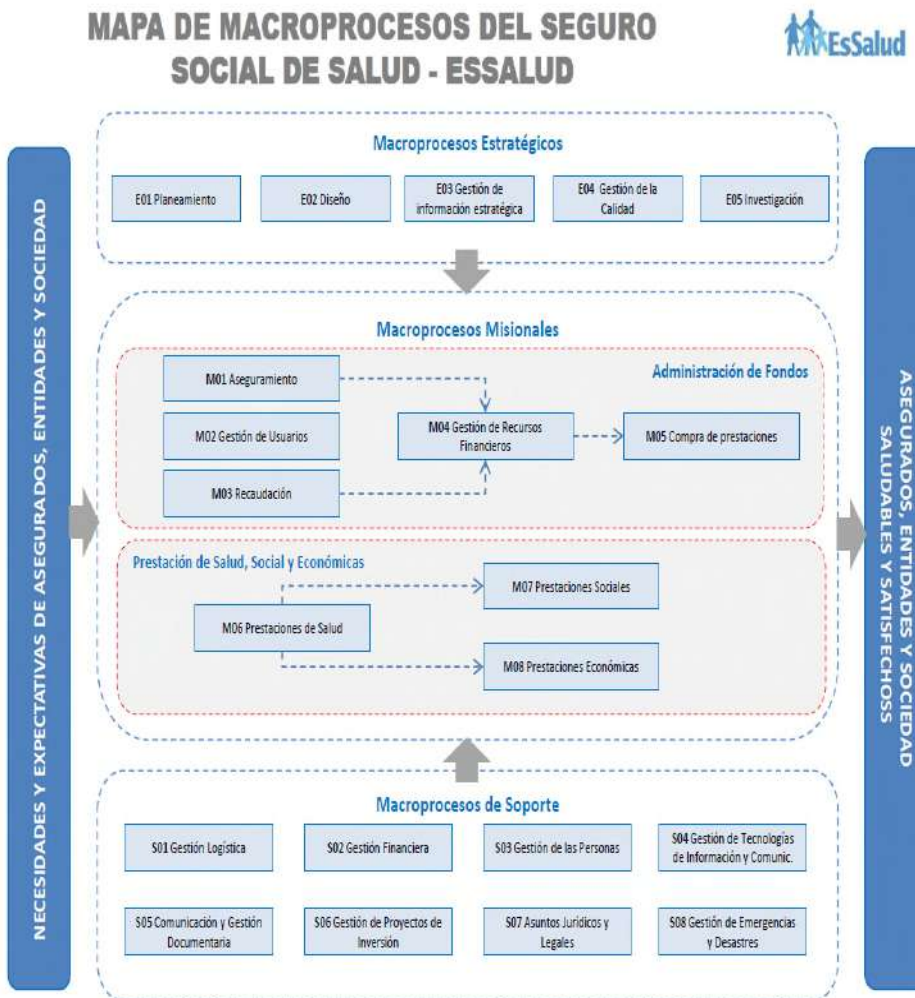 MAPA DE MACROPROCESOS DEL SEGURO
SOCIAL DE SALUD - ESSALUD
EsSalud
NECESIDADES Y EXPECTATIVAS DE ASEGURADOS, ENTIDADES Y SOCIEDAD
Macroprocesos Estratégicos
E01 Planeamiento
E02 Diseño
E03 Gestión de
información estratégica
E04 Gestión de la
Calidad
E05 Investigación
Macroprocesos Misionales
Administración de Fondos
M01 Aseguramiento
M02 Gestión de Usuarios
M03 Recaudación
M04 Gestión de Recursos
Financieros
M05 Compra de prestaciones
Prestación de Salud, Social y Económicas
M06 Prestaciones de Salud
M07 Prestaciones Sociales
M08 Prestaciones Económicas
Macroprocesos de Soporte
S01 Gestión Logística
S02 Gestión Financiera
S03 Gestión de las Personas
S04 Gestión de Tecnologías
de Información y Comunic.
S05 Comunicación y Gestión
Documentaria
S06 Gestión de Proyectos de
Inversión
S07 Asuntos Jurídicos y
Legales
S08 Gestión de Emergencias
y Desastres
ASEGURADOS, ENTIDADES Y SOCIEDAD
SALUDABLES Y SATISFECHOSS